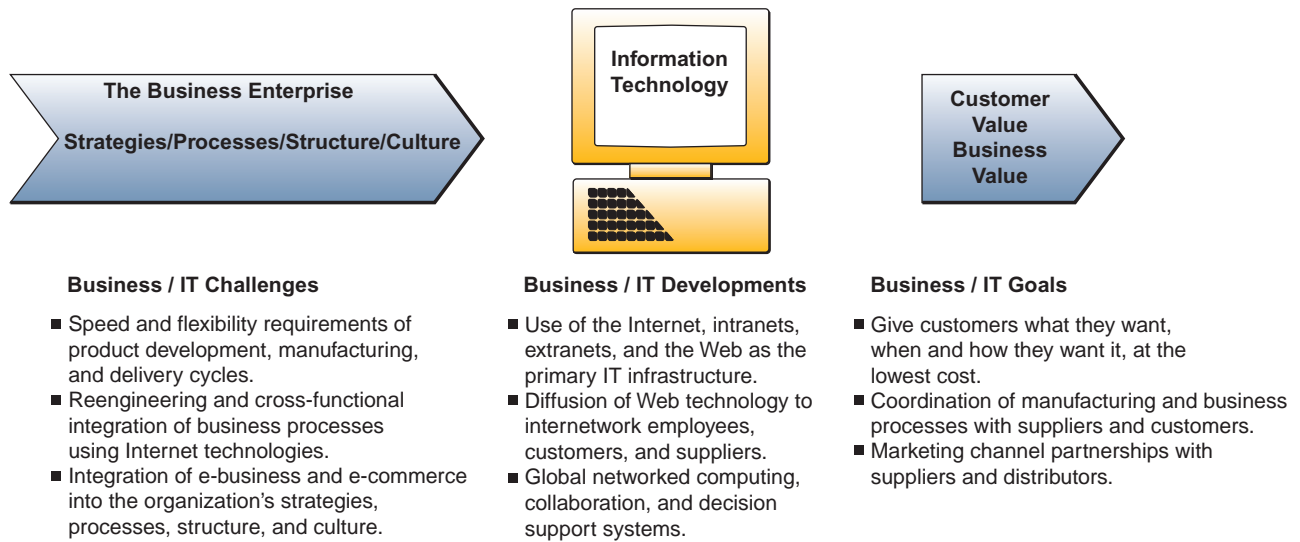 The Business Enterprise
Strategies/Processes/Structure/Culture
Information
Technology
Customer
Value
Business
Value
Business / IT Challenges
■ Speed and flexibility requirements of
product development, manufacturing,
and delivery cycles.
■ Reengineering and cross-functional
integration of business processes
using Internet technologies.
■ Integration of e-business and e-commerce
into the organization’s strategies,
processes, structure, and culture.
Business / IT Developments
■ Use of the Internet, intranets,
extranets, and the Web as the
primary IT infrastructure.
■ Diffusion of Web technology to
internetwork employees,
customers, and suppliers.
■ Global networked computing,
collaboration, and decision
support systems.
Business / IT Goals
■ Give customers what they want,
when and how they want it, at the
lowest cost.
■ Coordination of manufacturing and business
processes with suppliers and customers.
■ Marketing channel partnerships with
suppliers and distributors.